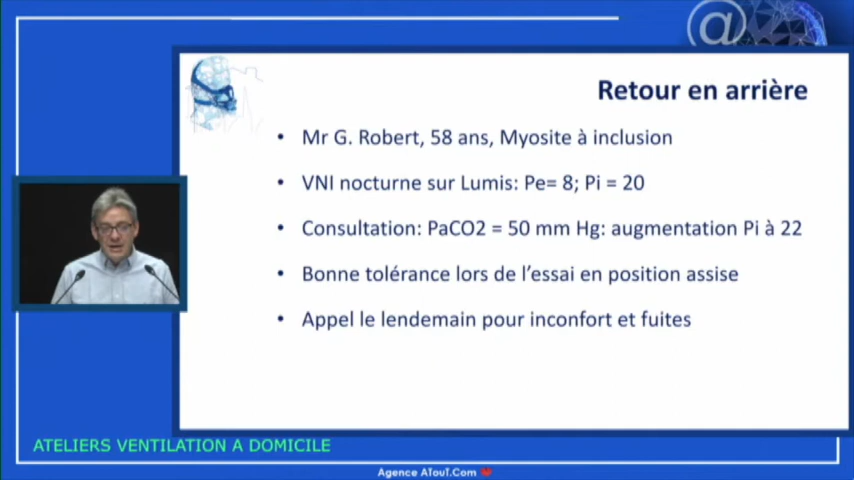 @
Retour en arrière
• Mr G. Robert, 58 ans, Myosite à inclusion
• VNI nocturne sur Lumis: Pe= 8; Pi = 20
• Consultation: PaCO2 = 50 mm Hg: augmentation Pi à 22
• Bonne tolérance lors de l'essai en position assise
• Appel le lendemain pour inconfort et fuites
ATELIERS VENTILATION A DOMICILE
Agence ATouT.Com